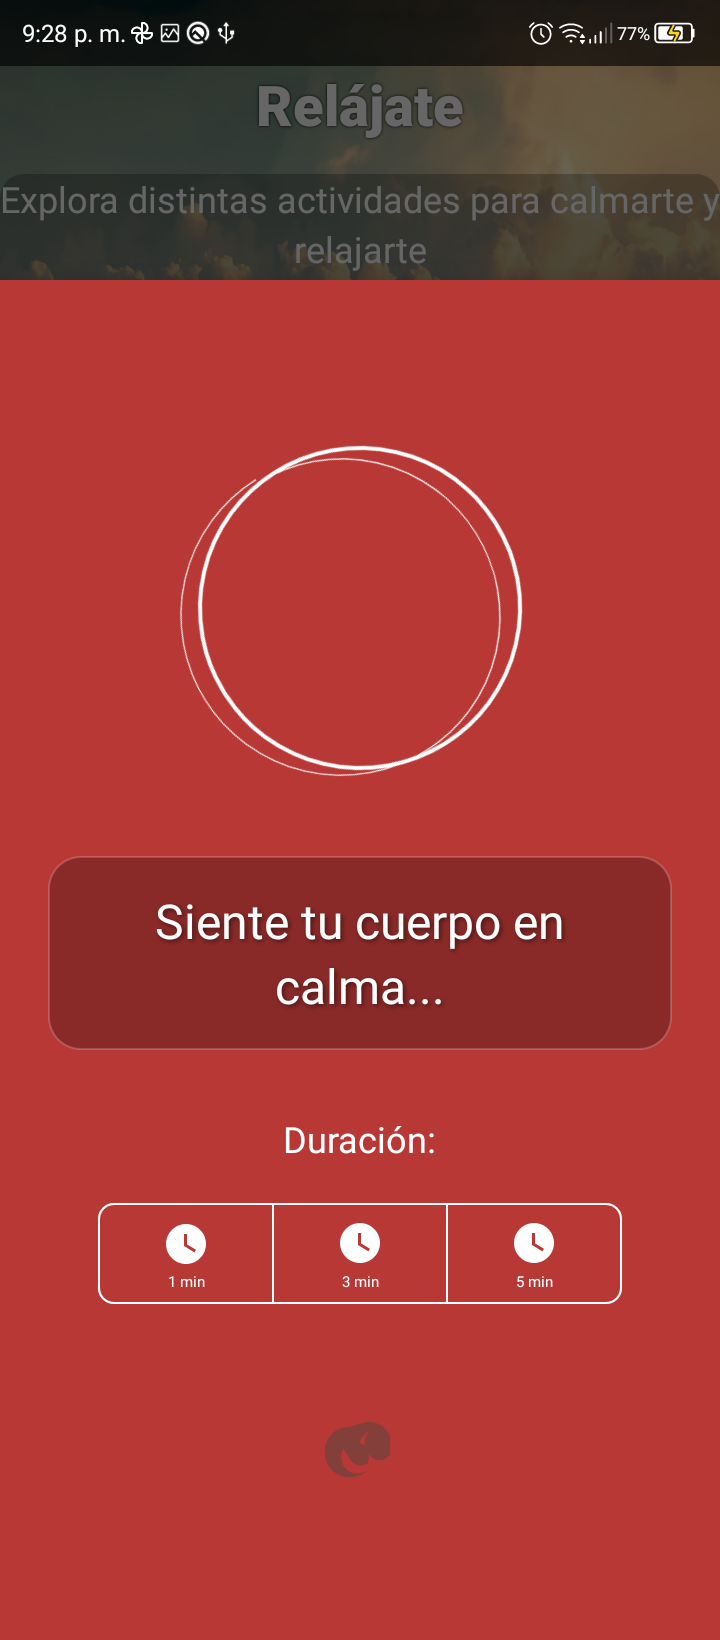 9:28 p. m.
77%
Relájate
Explora distintas actividades para calmarte y
relajarte
Siente tu cuerpo en
calma...
Duración:
1 min
3 min
5 min